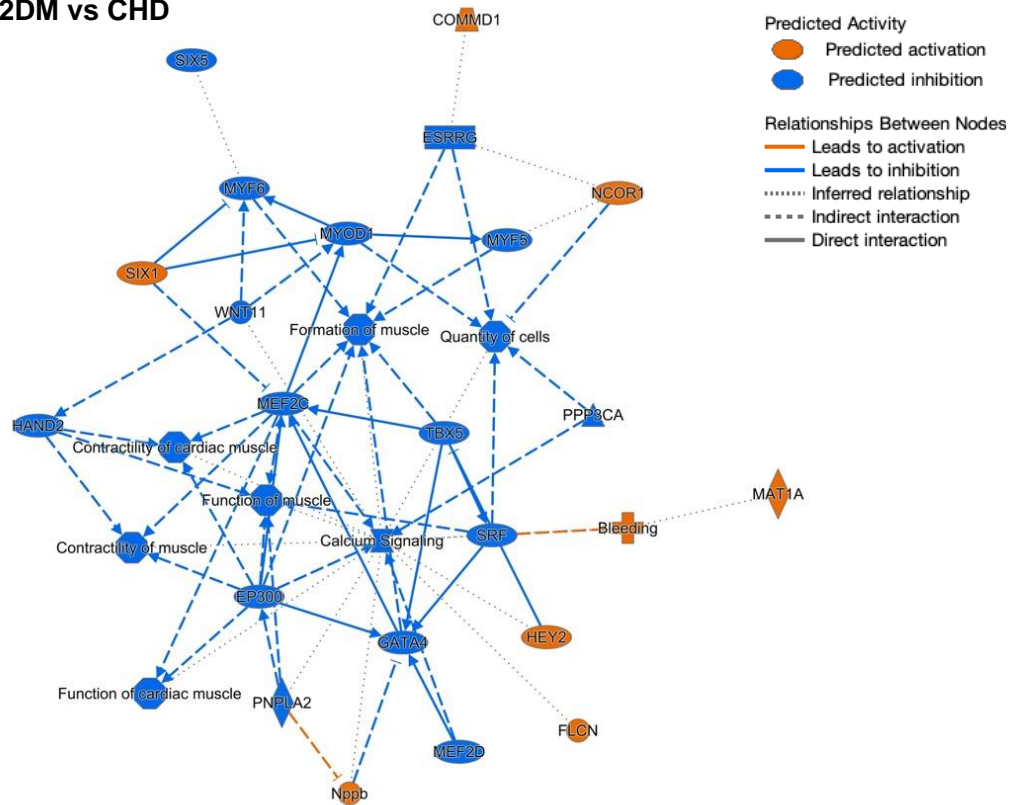 2DM vs CHD
COMMD1
Predicted Activity
Predicted activation
Predicted inhibition
Relationships Between Nodes
Leads to activation
Leads to inhibition
Inferred relationship
Indirect interaction
Direct interaction
SIX5
ESRRG
MYF6
NCOR1
MYOD1
MYF5
SIX1
WNT11
Formation of muscle
Quantity of cells
MEF2C
PPP3CA
HAND2
TBX5
Contractility of cardiac muscle
MAT1A
Function of muscle
Bleeding
Contractility of muscle
Calcium Signaling
SRF
EP300
HEY2
GATA4
Function of cardiac muscle
PNPLA2
FLCN
MEF2D
Nppb